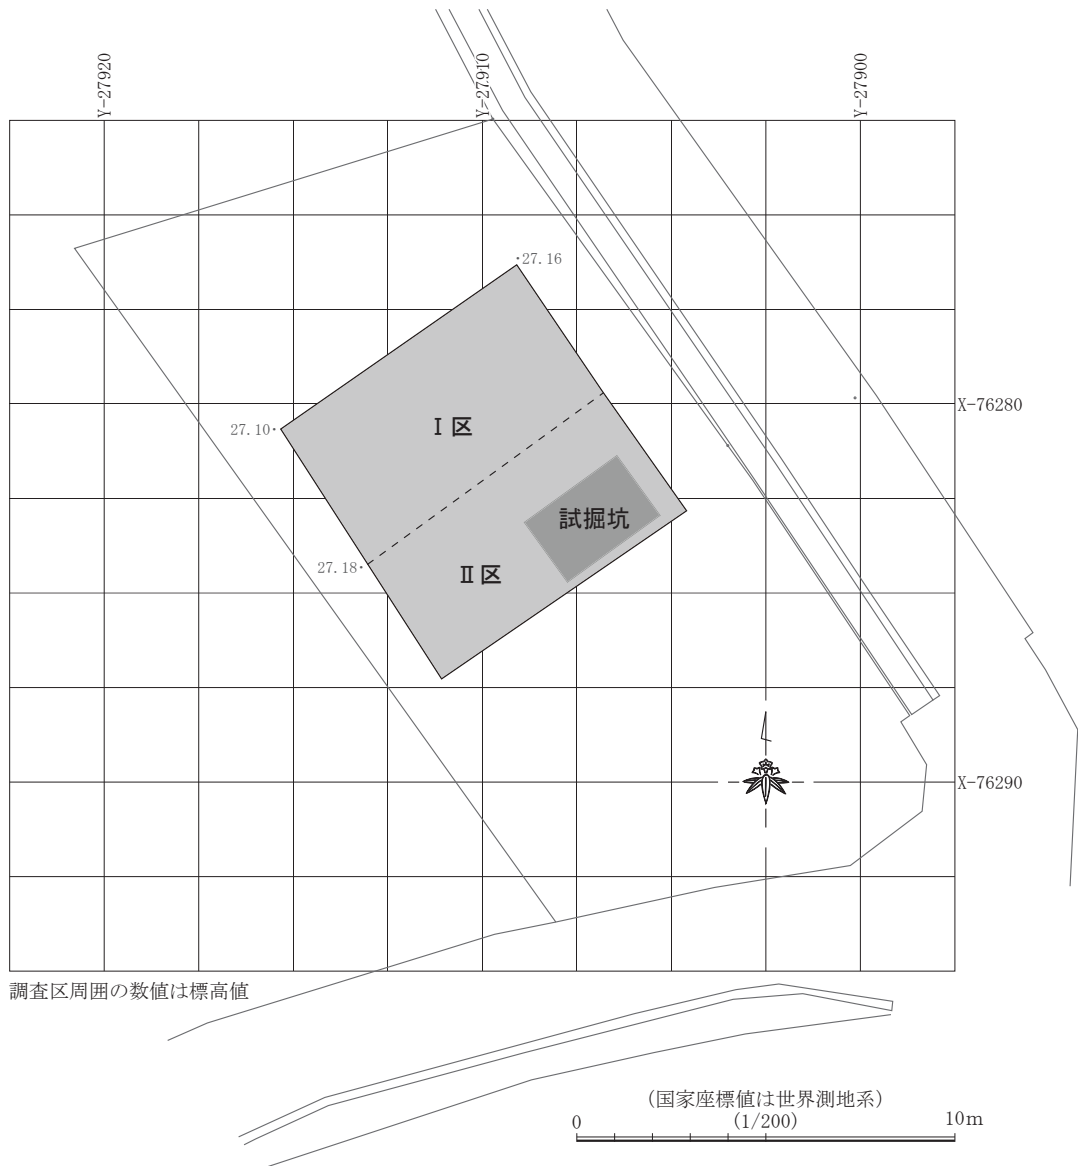 Y-27920
Y-27910
Y-27900
27.16
X-76280
27.10
Ⅰ区
試掘坑
27.18
Ⅱ区
X-76290
調査区周囲の数値は標高値
(国家座標値は世界測地系)
(1/200)
0
10m